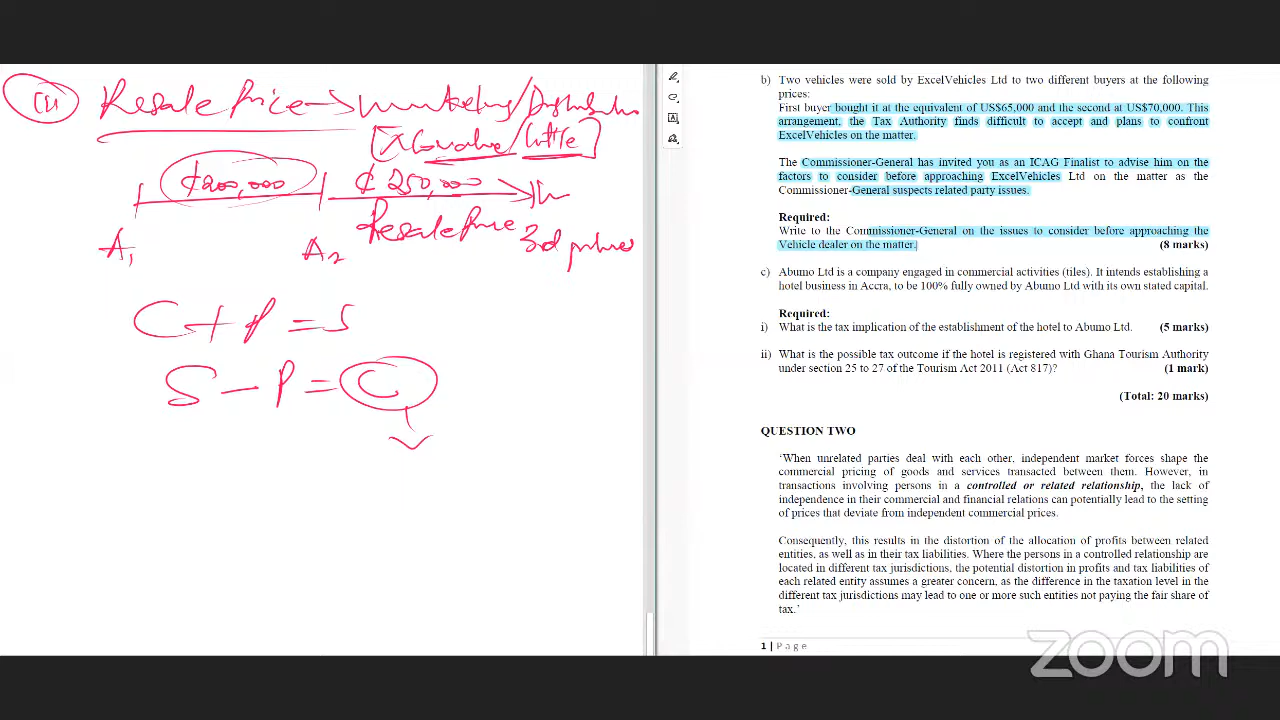 (ii) Resale Price → Marketing/Distribution
[X value/little]
¢200,000 ¢250,000
Resale Price
A1 A2 3rd parties
C + P = S
S - P = C
b) Two vehicles were sold by ExcelVehicles Ltd to two different buyers at the following
prices:
First buyer bought it at the equivalent of US$65,000 and the second at US$70,000. This
arrangement, the Tax Authority finds difficult to accept and plans to confront
ExcelVehicles on the matter.
The Commissioner-General has invited you as an ICAG Finalist to advise him on the
factors to consider before approaching ExcelVehicles Ltd on the matter as the
Commissioner-General suspects related party issues.
Required:
Write to the Commissioner-General on the issues to consider before approaching the
Vehicle dealer on the matter. (8 marks)
c) Abumo Ltd is a company engaged in commercial activities (tiles). It intends establishing a
hotel business in Accra, to be 100% fully owned by Abumo Ltd with its own stated capital.
Required:
i) What is the tax implication of the establishment of the hotel to Abumo Ltd. (5 marks)
ii) What is the possible tax outcome if the hotel is registered with Ghana Tourism Authority
under section 25 to 27 of the Tourism Act 2011 (Act 817)? (1 mark)
(Total: 20 marks)
QUESTION TWO
‘When unrelated parties deal with each other, independent market forces shape the
commercial pricing of goods and services transacted between them. However, in
transactions involving persons in a controlled or related relationship, the lack of
independence in their commercial and financial relations can potentially lead to the setting
of prices that deviate from independent commercial prices.
Consequently, this results in the distortion of the allocation of profits between related
entities, as well as in their tax liabilities. Where the persons in a controlled relationship are
located in different tax jurisdictions, the potential distortion in profits and tax liabilities of
each related entity assumes a greater concern, as the difference in the taxation level in the
different tax jurisdictions may lead to one or more such entities not paying the fair share of
tax.’
1 | Page
zoom